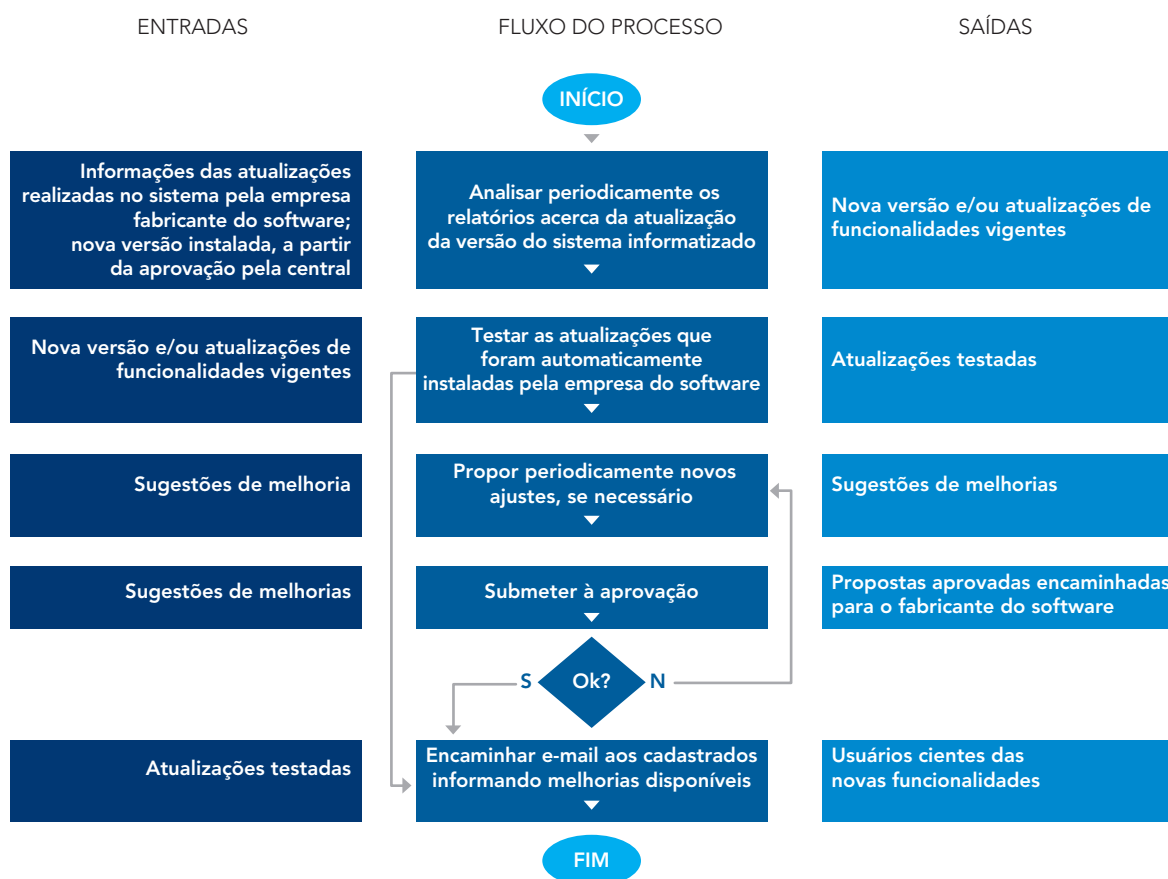 ENTRADAS
FLUXO DO PROCESSO
SAÍDAS
INÍCIO
Informações das atualizações
realizadas no sistema pela empresa
fabricante do software;
nova versão instalada, a partir
da aprovação pela central
Analisar periodicamente os
relatórios acerca da atualização
da versão do sistema informatizado
Nova versão e/ou atualizações de
funcionalidades vigentes
Nova versão e/ou atualizações de
funcionalidades vigentes
Testar as atualizações que
foram automaticamente
instaladas pela empresa do software
Atualizações testadas
Sugestões de melhoria
Propor periodicamente novos
ajustes, se necessário
Sugestões de melhorias
Sugestões de melhorias
Submeter à aprovação
Propostas aprovadas encaminhadas
para o fabricante do software
S
Ok?
N
Atualizações testadas
Encaminhar e-mail aos cadastrados
informando melhorias disponíveis
Usuários cientes das
novas funcionalidades
FIM